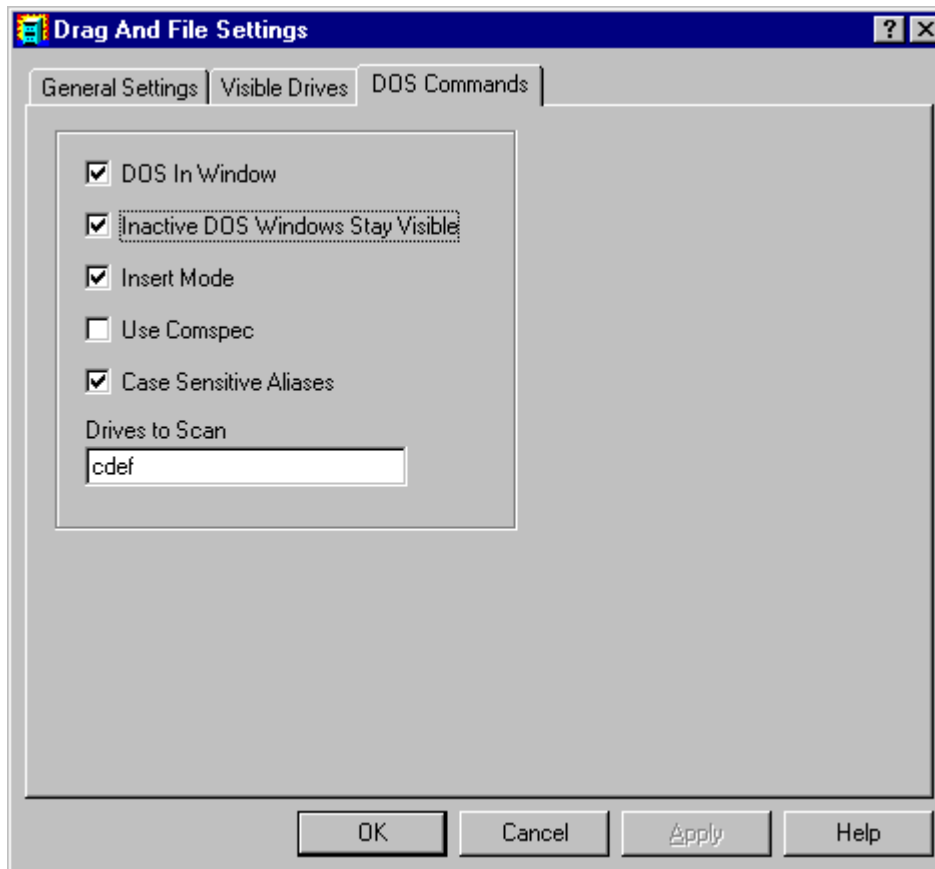 Drag And File Settings
General Settings Visible Drives DOS Commands
DOS In Window
Inactive DOS Windows Stay Visible
Insert Mode
Use Comspec
Case Sensitive Aliases
Drives to Scan
cdef
OK Cancel Apply Help